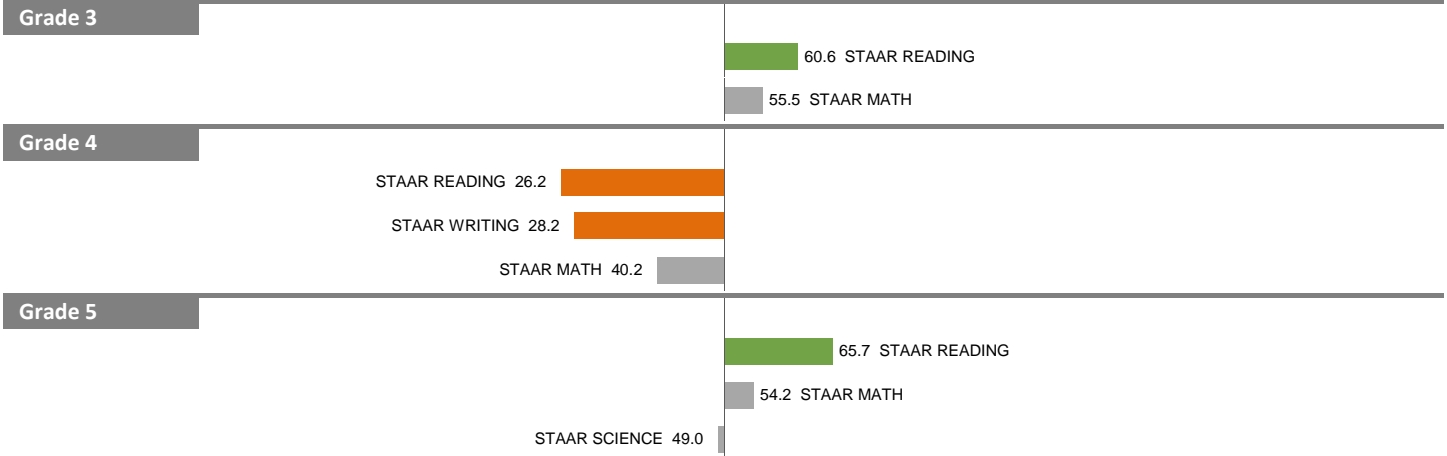 Grade 3
60.6 STAAR READING
55.5 STAAR MATH
Grade 4
STAAR READING 26.2
STAAR WRITING 28.2
STAAR MATH 40.2
Grade 5
65.7 STAAR READING
54.2 STAAR MATH
STAAR SCIENCE 49.0